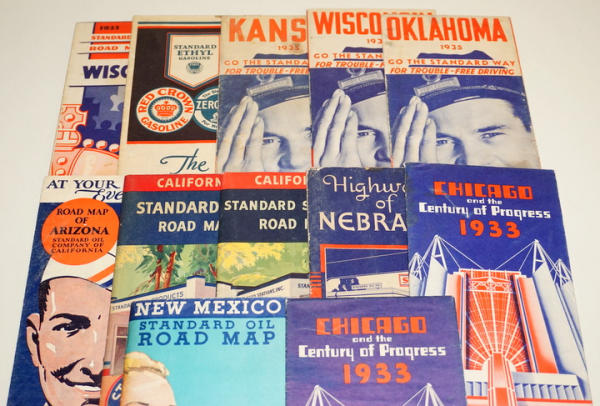 1933
STANDARD
ROAD M
WISC
STANDARD
ETHYL
GASOLINE
RED CROWN
GASOLINE
ZERO
The
KANS
1935
GO THE STANDARD W
FOR TROUBLE-FREE
WISCO
193
GO THE STANDAR
FOR TROUBLE-F
OKLAHOMA
1935
GO THE STANDARD WAY
FOR TROUBLE-FREE DRIVING
AT YOUR
Eve
ROAD MAP
OF
ARIZONA
STANDARD OIL
COMPANY OF
CALIFORNIA
CALIFORN
STANDARD
ROAD MA
CALIFORN
STANDARD S
ROAD
Highw
of
NEBRA
CHICAGO
and the
Century of Progress
1933
NEW MEXICO
STANDARD OIL
ROAD MAP
CHICAGO
and the
Century of Progress
1933